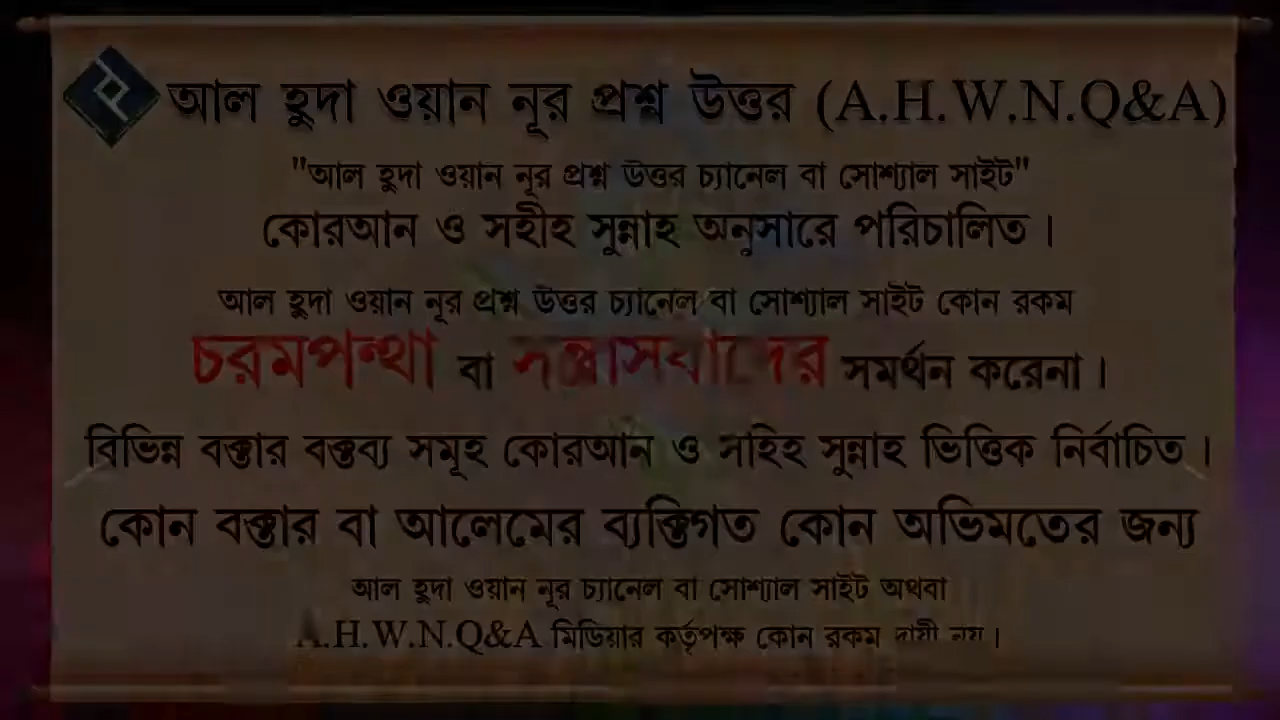 আল হুদা ওয়ান নূর প্রশ্ন উত্তর (A.H.W.N.Q&A)
"আল হুদা ওয়ান নূর প্রশ্ন উত্তর চ্যানেল বা সোশ্যাল সাইট"
কোরআন ও সহীহ সুন্নাহ অনুসারে পরিচালিত।
আল হুদা ওয়ান নূর প্রশ্ন উত্তর চ্যানেল বা সোশ্যাল সাইট কোন রকম
চরমপন্থা বা সন্ত্রাসবাদের সমর্থন করেনা।
বিভিন্ন বক্তার বক্তব্য সমূহ কোরআন ও সাহিহ সুন্নাহ ভিত্তিক নির্বাচিত।
কোন বক্তার বা আলেমের ব্যক্তিগত কোন অভিমতের জন্য
আল হুদা ওয়ান নূর চ্যানেল বা সোশ্যাল সাইট অথবা
A.H.W.N.Q&A মিডিয়ার কর্তৃপক্ষ কোন রকম দায়ী নয়।